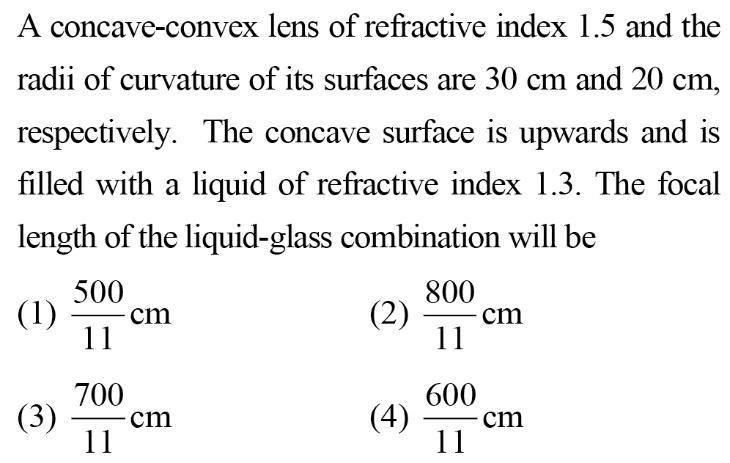 A concave-convex lens of refractive index 1.5 and the
radii of curvature of its surfaces are 30 cm and 20 cm,
respectively. The concave surface is upwards and is
filled with a liquid of refractive index 1.3. The focal
length of the liquid-glass combination will be
(1) 500/11 cm (2) 800/11 cm
(3) 700/11 cm (4) 600/11 cm